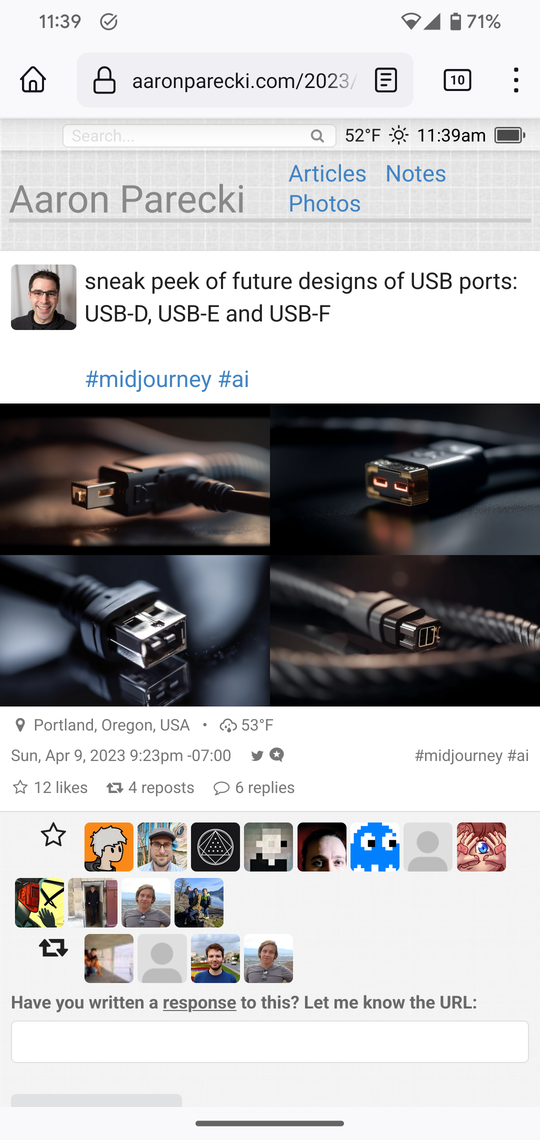 11:39
71%
aaronparecki.com/2023/
10
Search...
52°F
11:39am
Articles Notes
Photos
Aaron Parecki
sneak peek of future designs of USB ports:
USB-D, USB-E and USB-F
#midjourney #ai
Portland, Oregon, USA • 53°F
Sun, Apr 9, 2023 9:23pm -07:00
#midjourney #ai
12 likes 4 reposts 6 replies
Have you written a response to this? Let me know the URL: